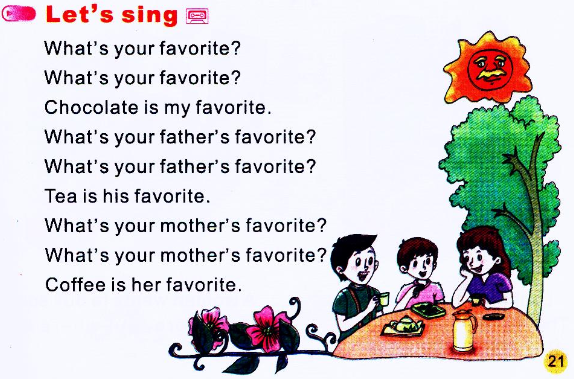 Let's sing
What's your favorite?
What's your favorite?
Chocolate is my favorite.
What's your father's favorite?
What's your father's favorite?
Tea is his favorite.
What's your mother's favorite?
What's your mother's favorite?
Coffee is her favorite.
21